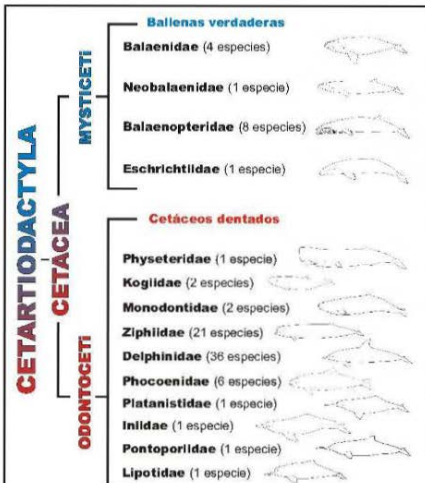 CETARTIODACTYLA
CETÁCEA
MYSTICETI
Ballenas verdaderas
Balaenidae (4 especies)
Neobalaenidae (1 especie)
Balaenopteridae (8 especies)
Eschrichtiidae (1 especie)
ODONTOCETI
Cetáceos dentados
Physeteridae (1 especie)
Kogiidae (2 especies)
Monodontidae (2 especies)
Ziphiidae (21 especies)
Delphinidae (36 especies)
Phocoenidae (6 especies)
Platanistidae (1 especie)
Iniidae (1 especie)
Pontoporiidae (1 especie)
Lipotidae (1 especie)